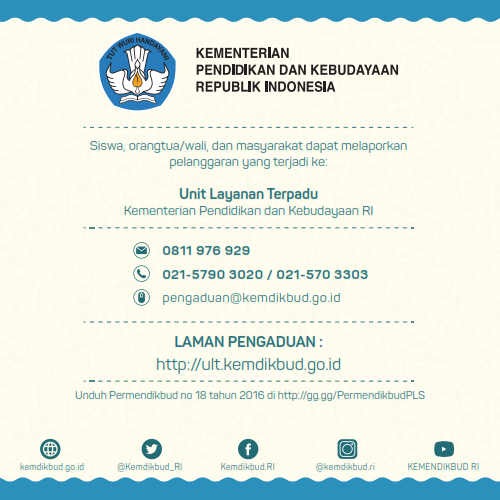 TUT WURI HANDAYANI
KEMENTERIAN
PENDIDIKAN DAN KEBUDAYAAN
REPUBLIK INDONESIA
Siswa, orangtua/wali, dan masyarakat dapat melaporkan
pelanggaran yang terjadi ke:
Unit Layanan Terpadu
Kementerian Pendidikan dan Kebudayaan RI
0811 976 929
021-5790 3020 / 021-570 3303
pengaduan@kemdikbud.go.id
LAMAN PENGADUAN :
http://ult.kemdikbud.go.id
Unduh Permendikbud no 18 tahun 2016 di http://gg.gg/PermendikbudPLS
kemdikbud.go.id @Kemdikbud_RI Kemdikbud.RI @kemdikbud.ri KEMENDIKBUD RI